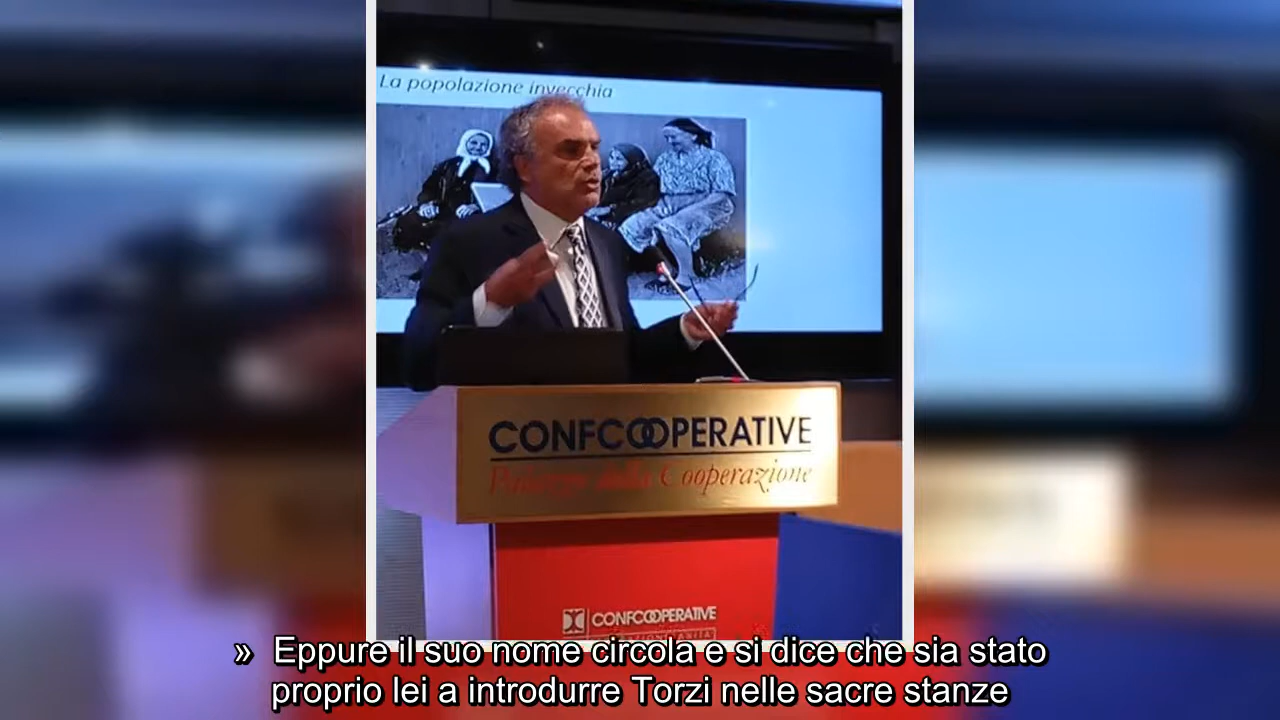 La popolazione invecchia
CONFCOOPERATIVE
Palazzo della Cooperazione
CONFCOOPERATIVE
» Eppure il suo nome circola e si dice che sia stato
proprio lei a introdurre Torzi nelle sacre stanze